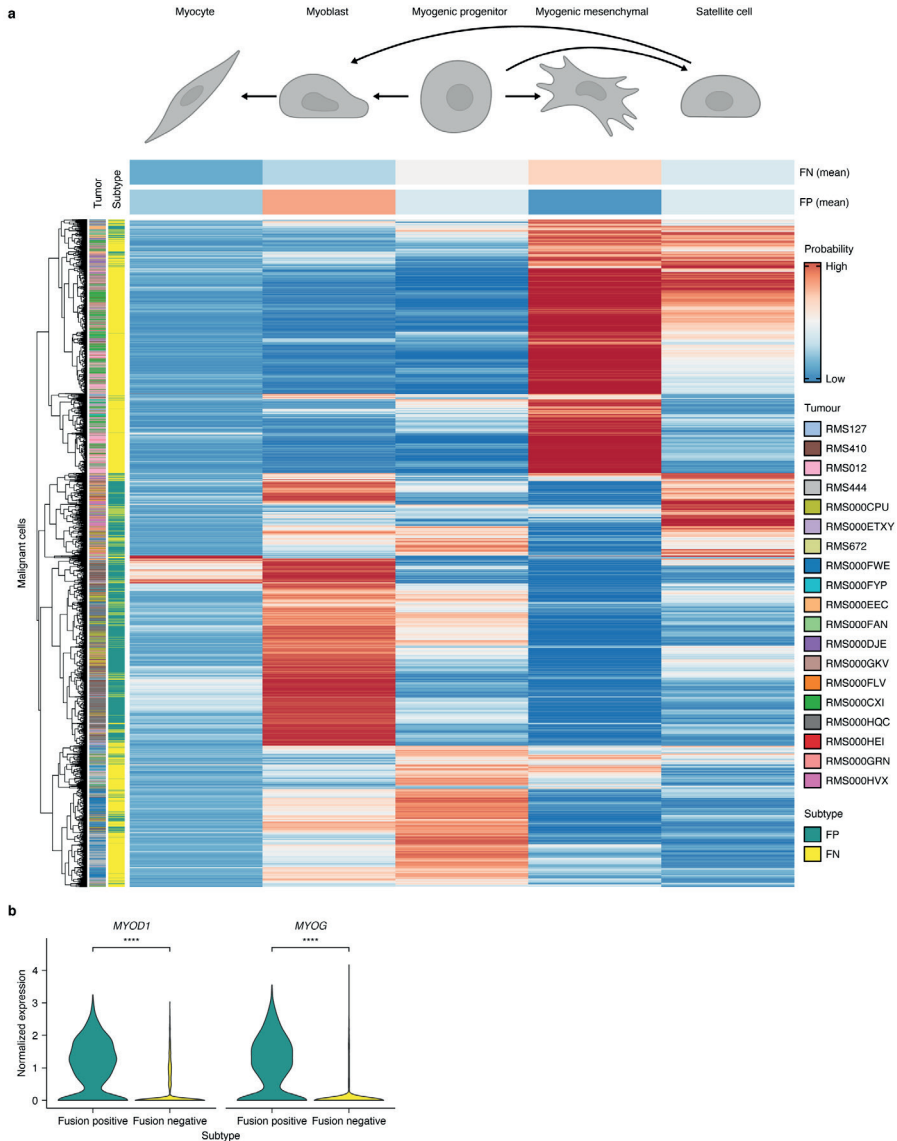 a
Myocyte Myoblast Myogenic progenitor Myogenic mesenchymal Satellite cell
Tumor
Subtype
FN (mean)
FP (mean)
Probability
High
Low
Malignant cells
Tumour
RMS127
RMS410
RMS012
RMS444
RMS000CPU
RMS000ETXY
RMS672
RMS000FWE
RMS000FYP
RMS000EEC
RMS000FAN
RMS000DJE
RMS000GKV
RMS000FLV
RMS000CXI
RMS000HQC
RMS000HEI
RMS000GRN
RMS000HVX
Subtype
FP
FN
b
MYOD1 MYOG
**** ****
Normalized expression
4
3
2
1
0
Fusion positive Fusion negative Fusion positive Fusion negative
Subtype